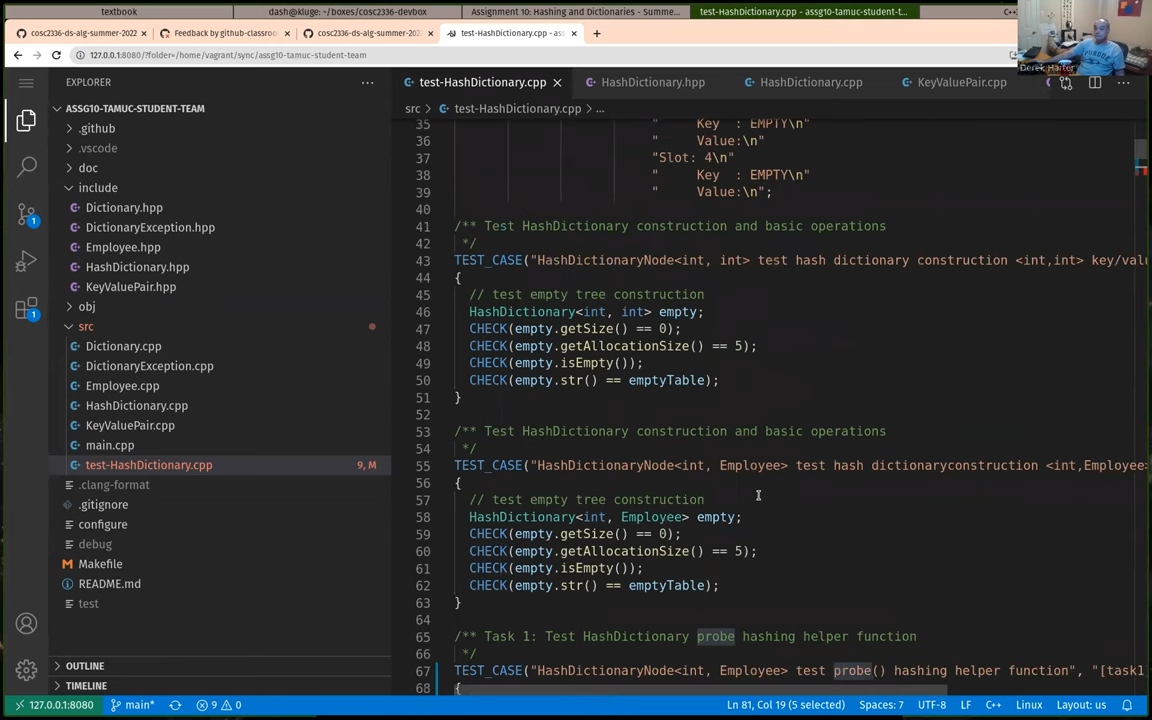 textbook
dash@kluge: ~/boxes/cosc2336-devbox
Assignment 10: Hashing and Dictionaries - Summe...
test-HashDictionary.cpp - assg10-tamuc-student-t...
cosc2336-ds-alg-summer-2022
Feedback by github-classroo
cosc2336-ds-alg-summer-202
test-HashDictionary.cpp - ass
127.0.0.1:8080/?folder=/home/vagrant/sync/assg10-tamuc-student-team
Derek Harter
EXPLORER
ASSG10-TAMUC-STUDENT-TEAM
.github
.vscode
doc
include
Dictionary.hpp
DictionaryException.hpp
Employee.hpp
HashDictionary.hpp
KeyValuePair.hpp
obj
src
Dictionary.cpp
DictionaryException.cpp
Employee.cpp
HashDictionary.cpp
KeyValuePair.cpp
main.cpp
test-HashDictionary.cpp 9, M
.clang-format
.gitignore
configure
debug
Makefile
README.md
test
OUTLINE
TIMELINE
1
1
test-HashDictionary.cpp
HashDictionary.hpp
HashDictionary.cpp
KeyValuePair.cpp
src > test-HashDictionary.cpp > ...
35 " Key : EMPTY\n"
36 " Value:\n"
37 "Slot: 4\n"
38 " Key : EMPTY\n"
39 " Value:\n";
40
41 /** Test HashDictionary construction and basic operations
42 */
43 TEST_CASE("HashDictionaryNode<int, int> test hash dictionary construction <int,int> key/valu
44 {
45 // test empty tree construction
46 HashDictionary<int, int> empty;
47 CHECK(empty.getSize() == 0);
48 CHECK(empty.getAllocationSize() == 5);
49 CHECK(empty.isEmpty());
50 CHECK(empty.str() == emptyTable);
51 }
52
53 /** Test HashDictionary construction and basic operations
54 */
55 TEST_CASE("HashDictionaryNode<int, Employee> test hash dictionaryconstruction <int,Employee>
56 {
57 // test empty tree construction
58 HashDictionary<int, Employee> empty;
59 CHECK(empty.getSize() == 0);
60 CHECK(empty.getAllocationSize() == 5);
61 CHECK(empty.isEmpty());
62 CHECK(empty.str() == emptyTable);
63 }
64
65 /** Task 1: Test HashDictionary probe hashing helper function
66 */
67 TEST_CASE("HashDictionaryNode<int, Employee> test probe() hashing helper function", "[task1
68 {
127.0.0.1:8080 main* 9 0 Ln 81, Col 19 (5 selected) Spaces: 7 UTF-8 LF C++ Linux Layout: us